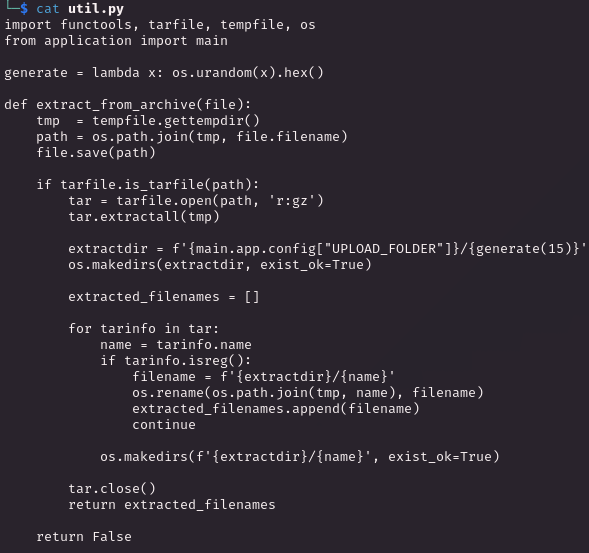 └─$ cat util.py
import functools, tarfile, tempfile, os
from application import main

generate = lambda x: os.urandom(x).hex()

def extract_from_archive(file):
    tmp  = tempfile.gettempdir()
    path = os.path.join(tmp, file.filename)
    file.save(path)

    if tarfile.is_tarfile(path):
        tar = tarfile.open(path, 'r:gz')
        tar.extractall(tmp)

        extractdir = f'{main.app.config["UPLOAD_FOLDER"]}/{generate(15)}'
        os.makedirs(extractdir, exist_ok=True)

        extracted_filenames = []

        for tarinfo in tar:
            name = tarinfo.name
            if tarinfo.isreg():
                filename = f'{extractdir}/{name}'
                os.rename(os.path.join(tmp, name), filename)
                extracted_filenames.append(filename)
                continue

            os.makedirs(f'{extractdir}/{name}', exist_ok=True)

        tar.close()
        return extracted_filenames

    return False